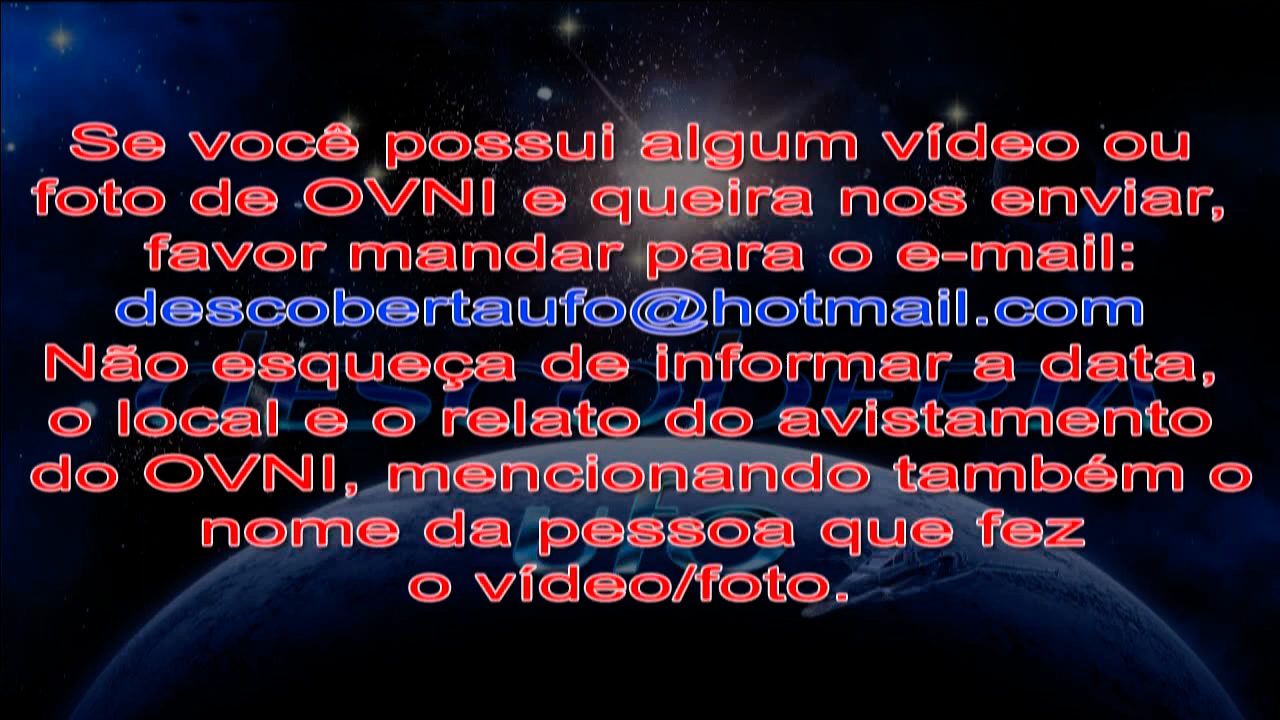 Se você possui algum vídeo ou
foto de OVNI e queira nos enviar,
favor mandar para o e-mail:
descobertaufo@hotmail.com
Não esqueça de informar a data,
o local e o relato do avistamento
do OVNI, mencionando também o
nome da pessoa que fez
o vídeo/foto.
DESCOBERTA
UFO